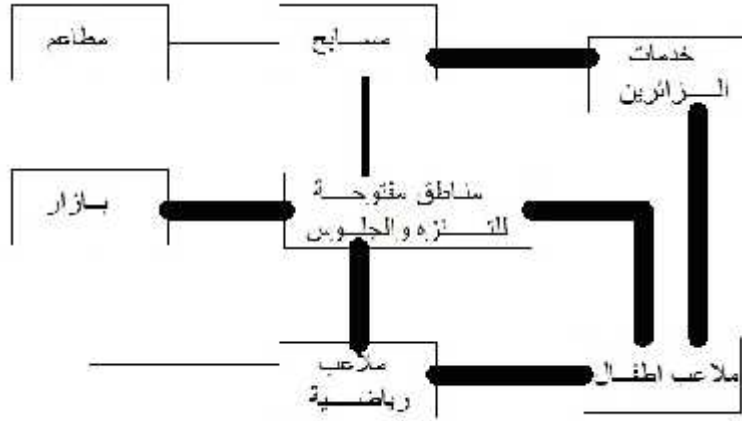 مطاعم
مسابح
خدمات
الزائرين
بازار
مناطق مفتوحة
للتنزه والجلوس
ملاعب
رياضية
ملاعب اطفال